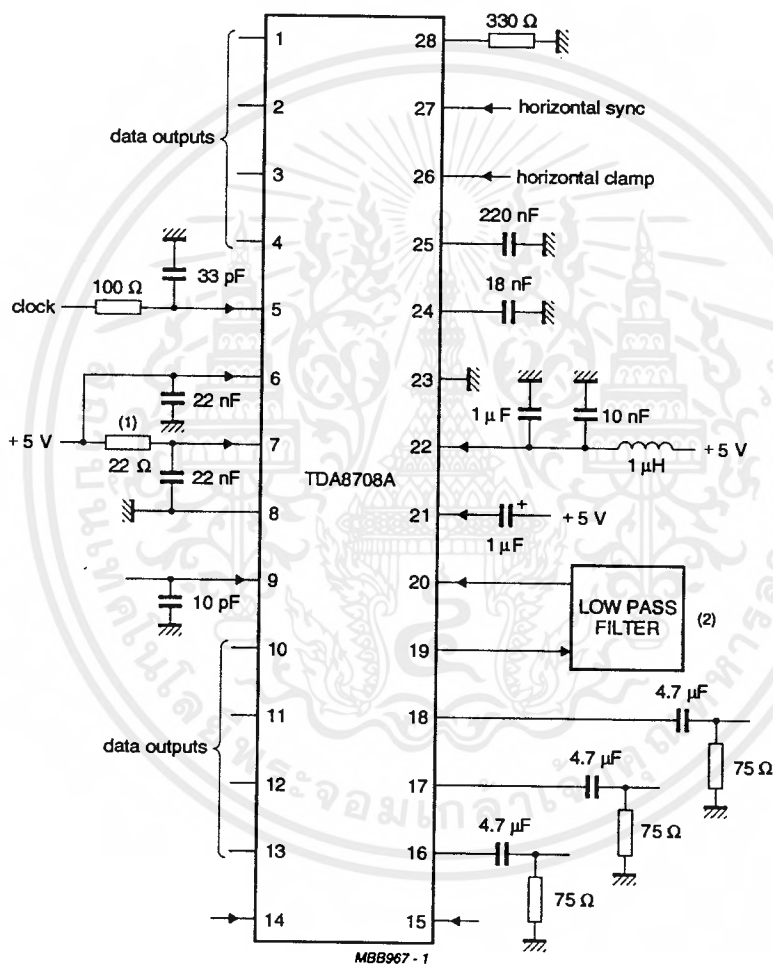 1
2
data outputs
3
4
33 pF
100 Ω
clock
5
6
22 nF
+ 5 V
(1)
22 Ω
7
22 nF
8
9
10 pF
10
11
data outputs
12
13
14
TDA8708A
330 Ω
28
27
horizontal sync
26
horizontal clamp
220 nF
25
18 nF
24
23
1 µF
10 nF
22
1 µH
+ 5 V
21
+
+ 5 V
1 µF
20
LOW PASS
FILTER
(2)
19
4.7 µF
18
75 Ω
4.7 µF
17
75 Ω
4.7 µF
16
75 Ω
15
MBB967 - 1